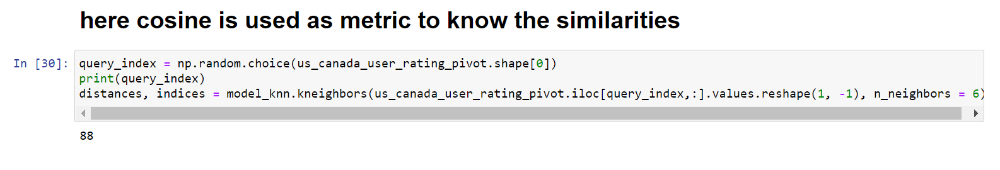 here cosine is used as metric to know the similarities
In [30]: query_index = np.random.choice(us_canada_user_rating_pivot.shape[0])
print(query_index)
distances, indices = model_knn.kneighbors(us_canada_user_rating_pivot.iloc[query_index,:].values.reshape(1, -1), n_neighbors = 6)
88